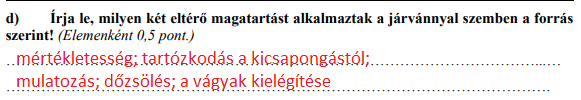 d) Írja le, milyen két eltérő magatartást alkalmaztak a járvánnyal szemben a forrás
szerint! (Elemenként 0,5 pont.)
mértékletesség; tartózkodás a kicsapongástól;
mulatozás; dőzsölés; a vágyak kielégítése